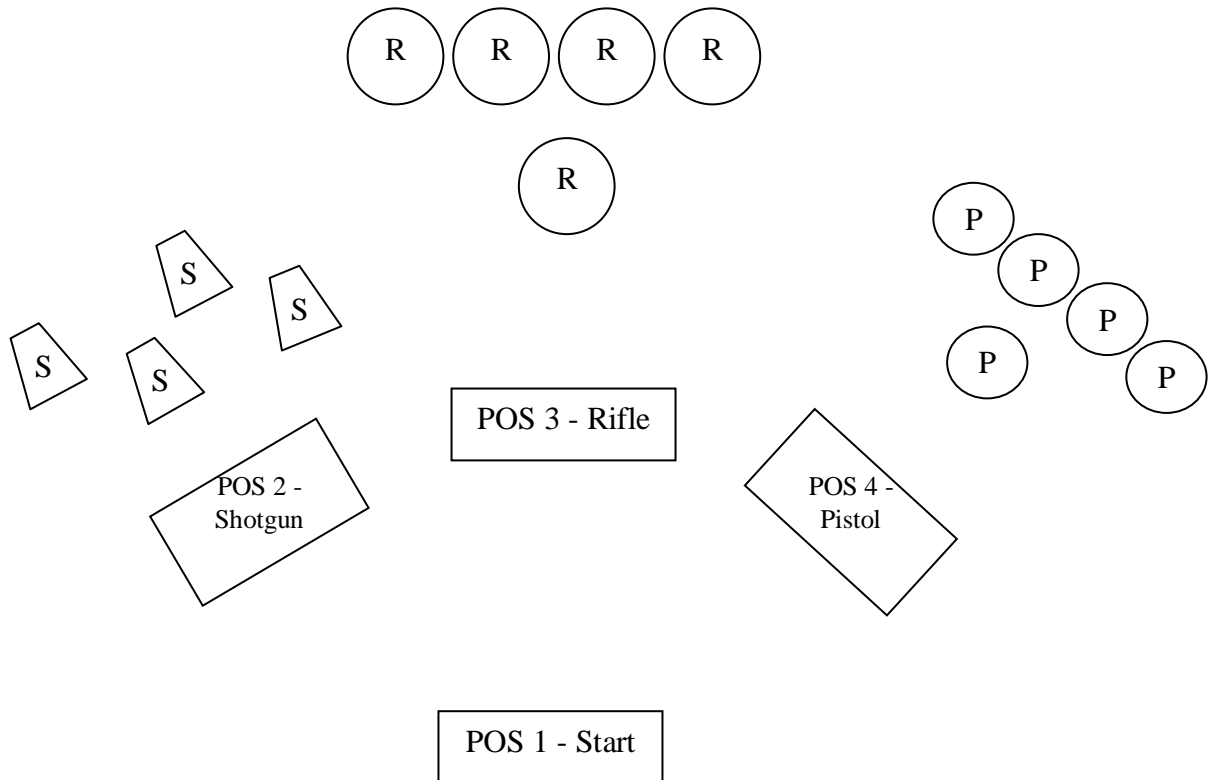 R R R R
R
P
P
P
P
P
S
S
S
S
POS 3 - Rifle
POS 2 -
Shotgun
POS 4 -
Pistol
POS 1 - Start